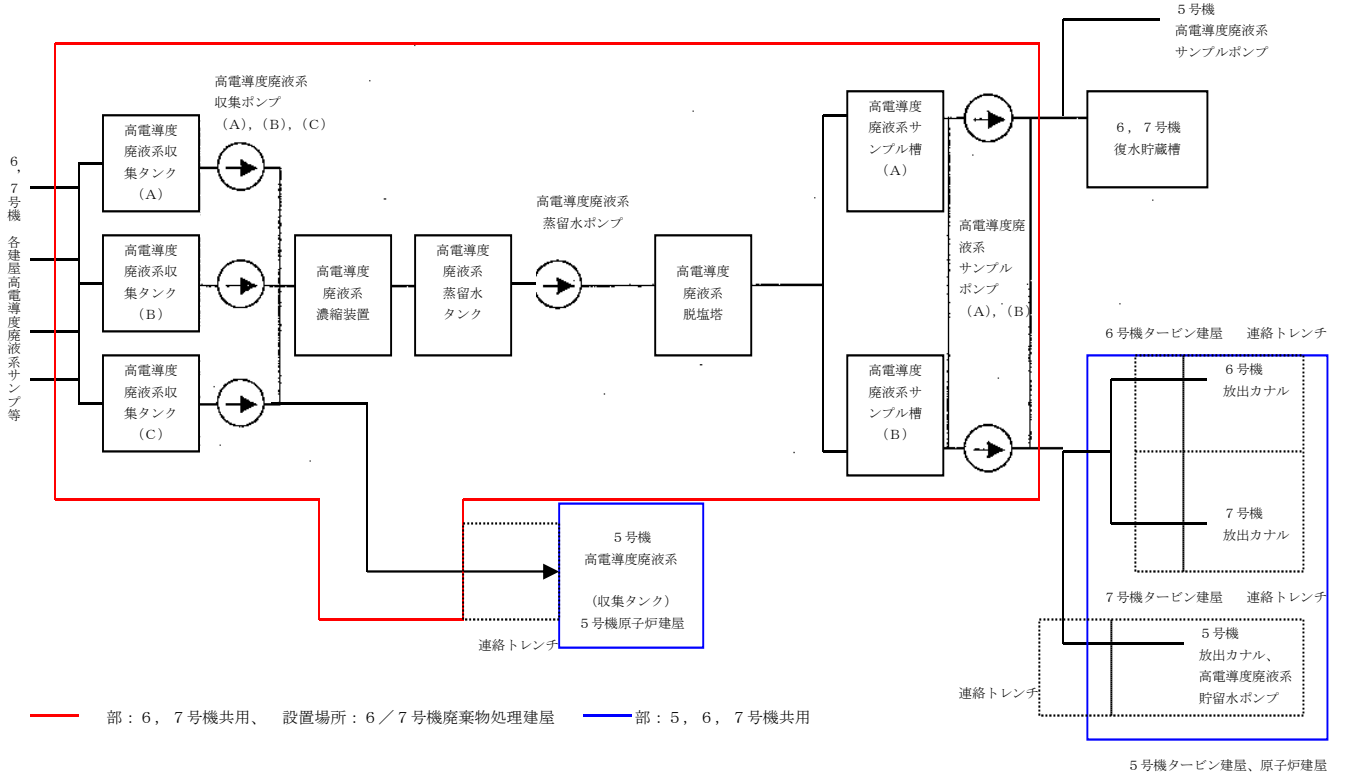 ５号機
高電導度廃液系
サンプルポンプ
高電導度廃液系
収集ポンプ
（A），（B），（C）
高電導度
廃液系収
集タンク
（A）
高電導度
廃液系サ
ンプル槽
（A）
６，７号機
復水貯蔵槽
６，７号機　各建屋高電導度廃液系サンプ等
高電導度廃液系
蒸留水ポンプ
高電導度廃
液系
サンプル
ポンプ
（A），（B）
高電導度
廃液系収
集タンク
（B）
高電導度
廃液系
濃縮装置
高電導度
廃液系
蒸留水
タンク
高電導度
廃液系
脱塩塔
高電導度
廃液系収
集タンク
（C）
高電導度
廃液系サ
ンプル槽
（B）
６号機タービン建屋　連絡トレンチ
６号機
放出カナル
７号機
放出カナル
７号機タービン建屋　連絡トレンチ
５号機
高電導度廃液系
（収集タンク）
５号機原子炉建屋
連絡トレンチ
５号機
放出カナル、
高電導度廃液系
貯留水ポンプ
連絡トレンチ
部：６，７号機共用、　設置場所：６／７号機廃棄物処理建屋
部：５，６，７号機共用
５号機タービン建屋、原子炉建屋